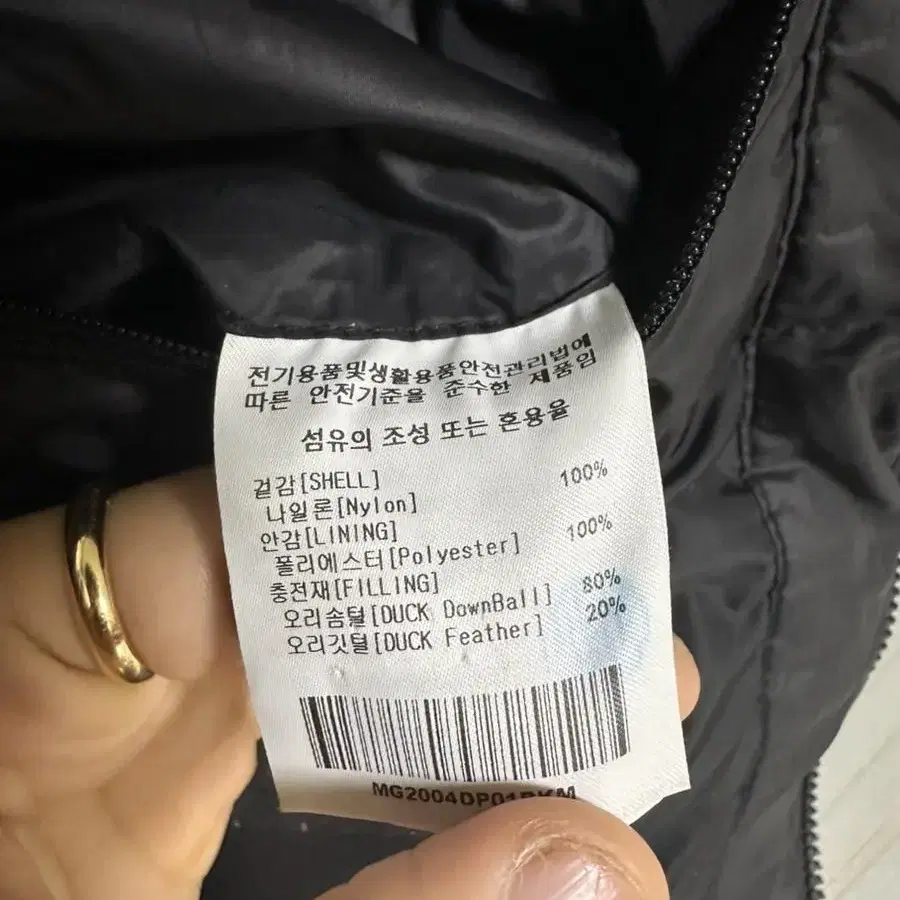 전기용품및생활용품안전관리법에
따른 안전기준을 준수한 제품임
섬유의 조성 또는 혼용율
겉감[SHELL]
나일론[Nylon] 100%
안감[LINING]
폴리에스터[Polyester] 100%
충전재[FILLING]
오리솜털[DUCK DownBall] 80%
오리깃털[DUCK Feather] 20%
MG2004DP01BKM